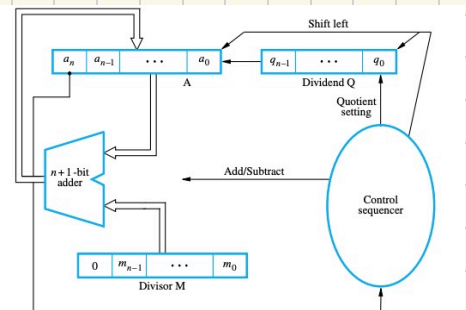 Shift left
aₙ aₙ₋₁ · · · a₀
qₙ₋₁ · · · q₀
A
Dividend Q
Quotient
setting
n + 1 -bit
adder
Add/Subtract
Control
sequencer
0 mₙ₋₁ · · · m₀
Divisor M